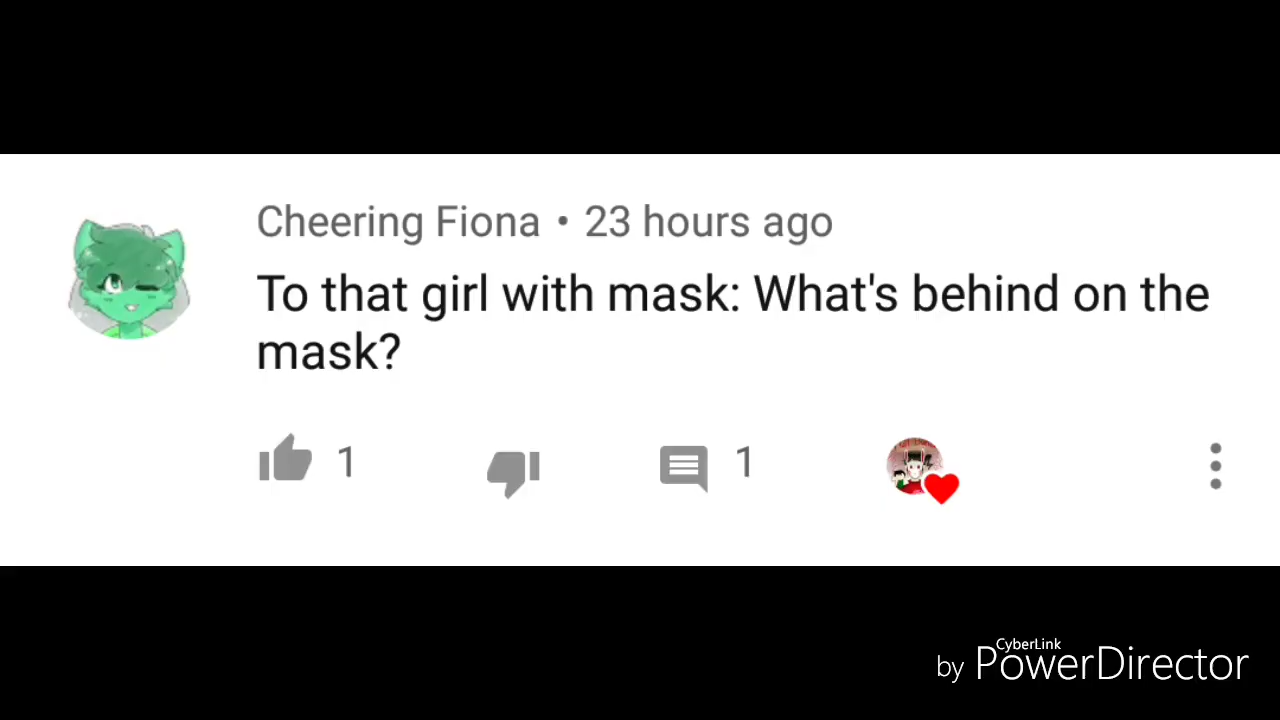 Cheering Fiona • 23 hours ago
To that girl with mask: What's behind on the
mask?
1
1
CyberLink
by PowerDirector